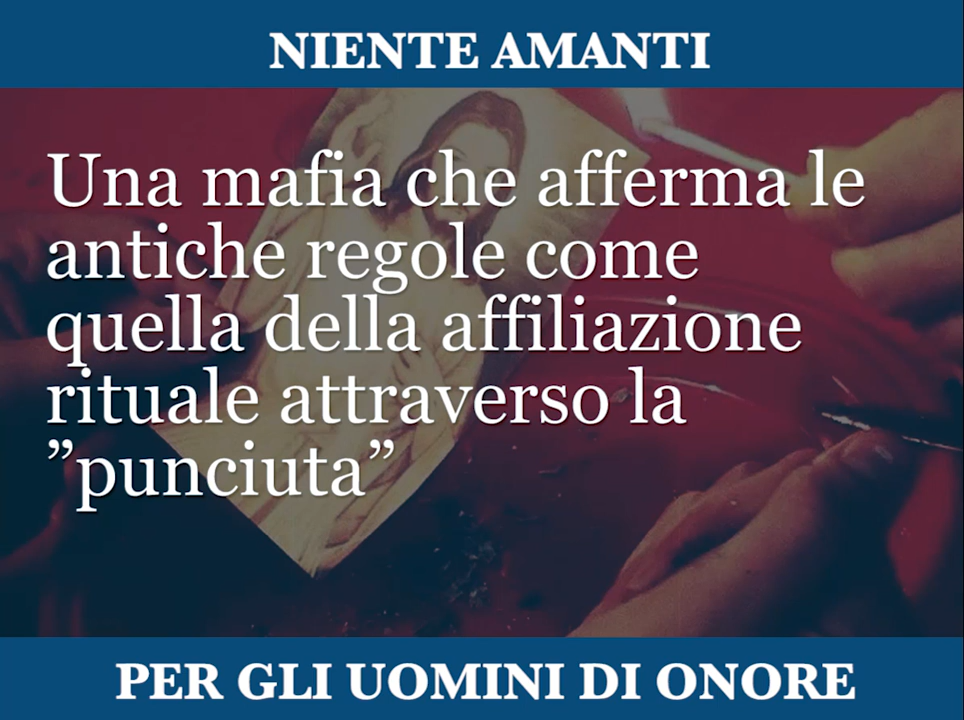 NIENTE AMANTI
Una mafia che afferma le
antiche regole come
quella della affiliazione
rituale attraverso la
”punciuta”
PER GLI UOMINI DI ONORE